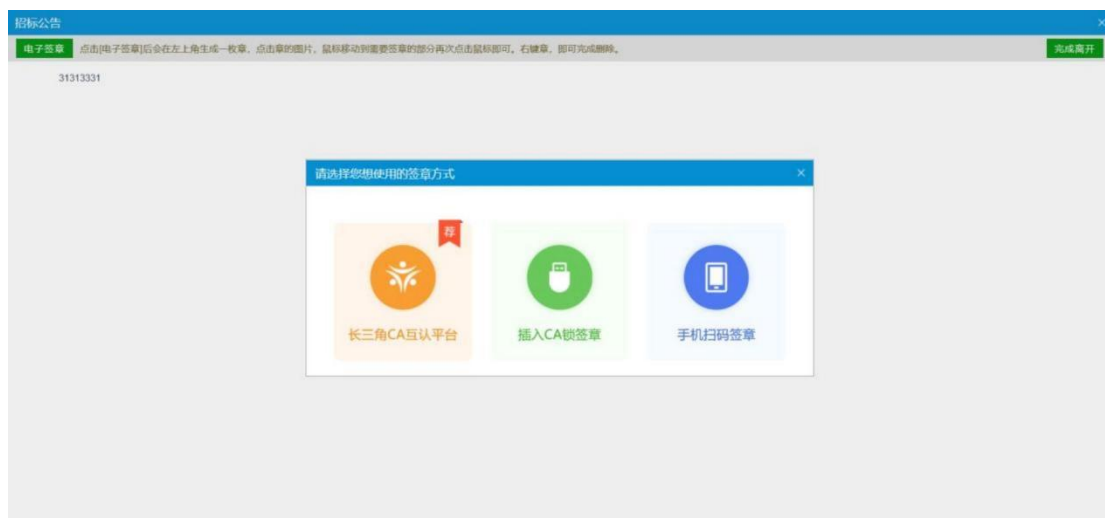 招标公告 ×
电子签章 点击[电子签章]后会在左上角生成一枚章，点击章的图片，鼠标移动到需要签章的部分再次点击鼠标即可。右键章，即可完成删除。 完成离开
31313331
请选择您想使用的签章方式 ×
荐
长三角CA互认平台 插入CA锁签章 手机扫码签章